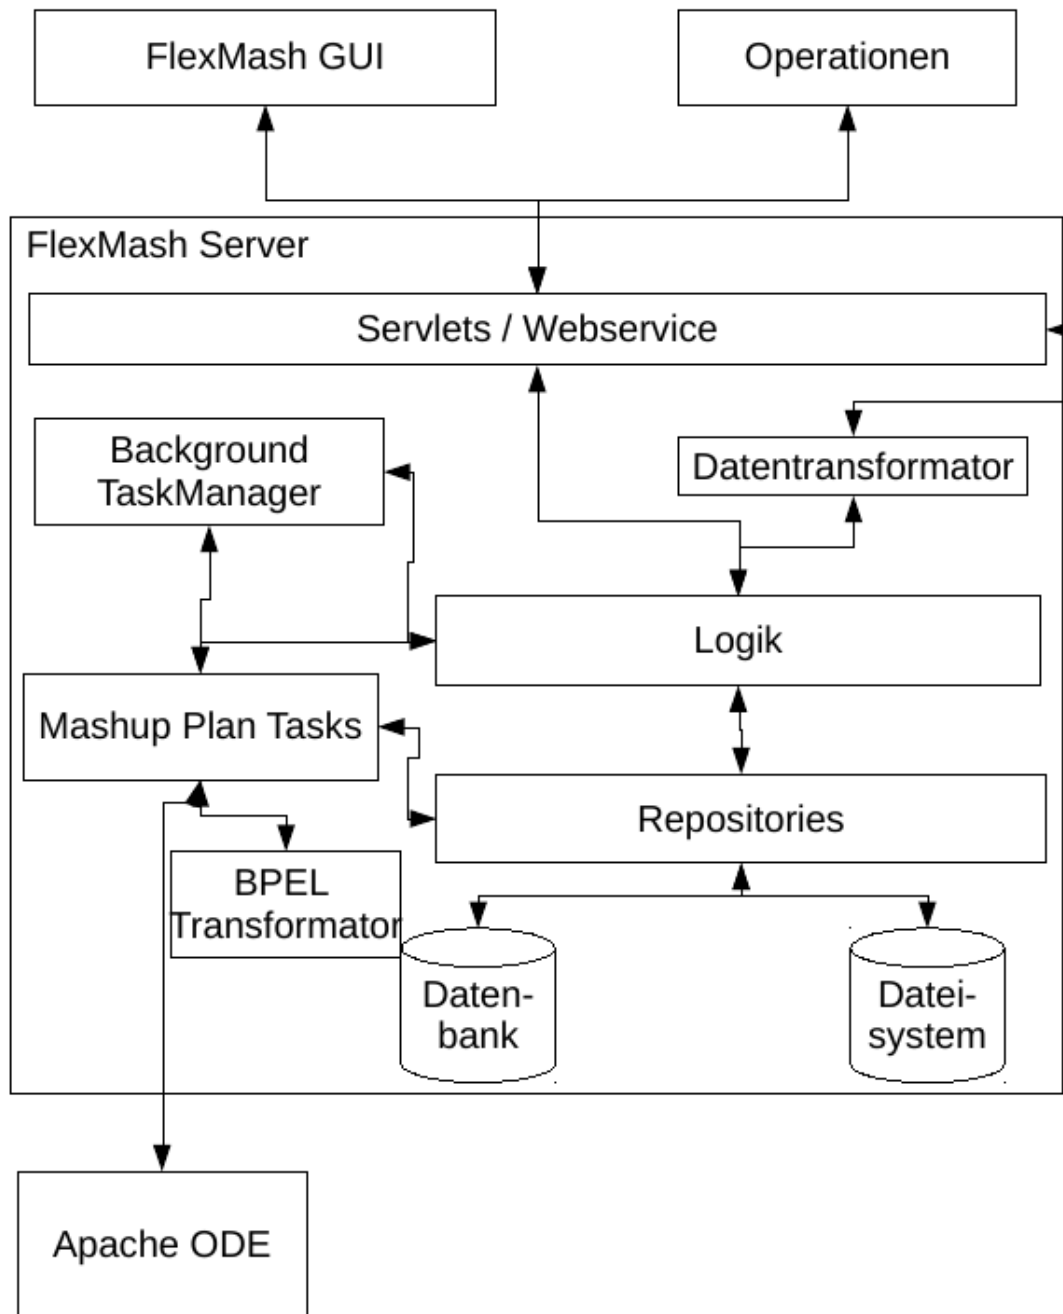 FlexMash GUI
Operationen
FlexMash Server
Servlets / Webservice
Background
TaskManager
Datentransformator
Logik
Mashup Plan Tasks
Repositories
BPEL
Transformator
Daten-
bank
Datei-
system
Apache ODE